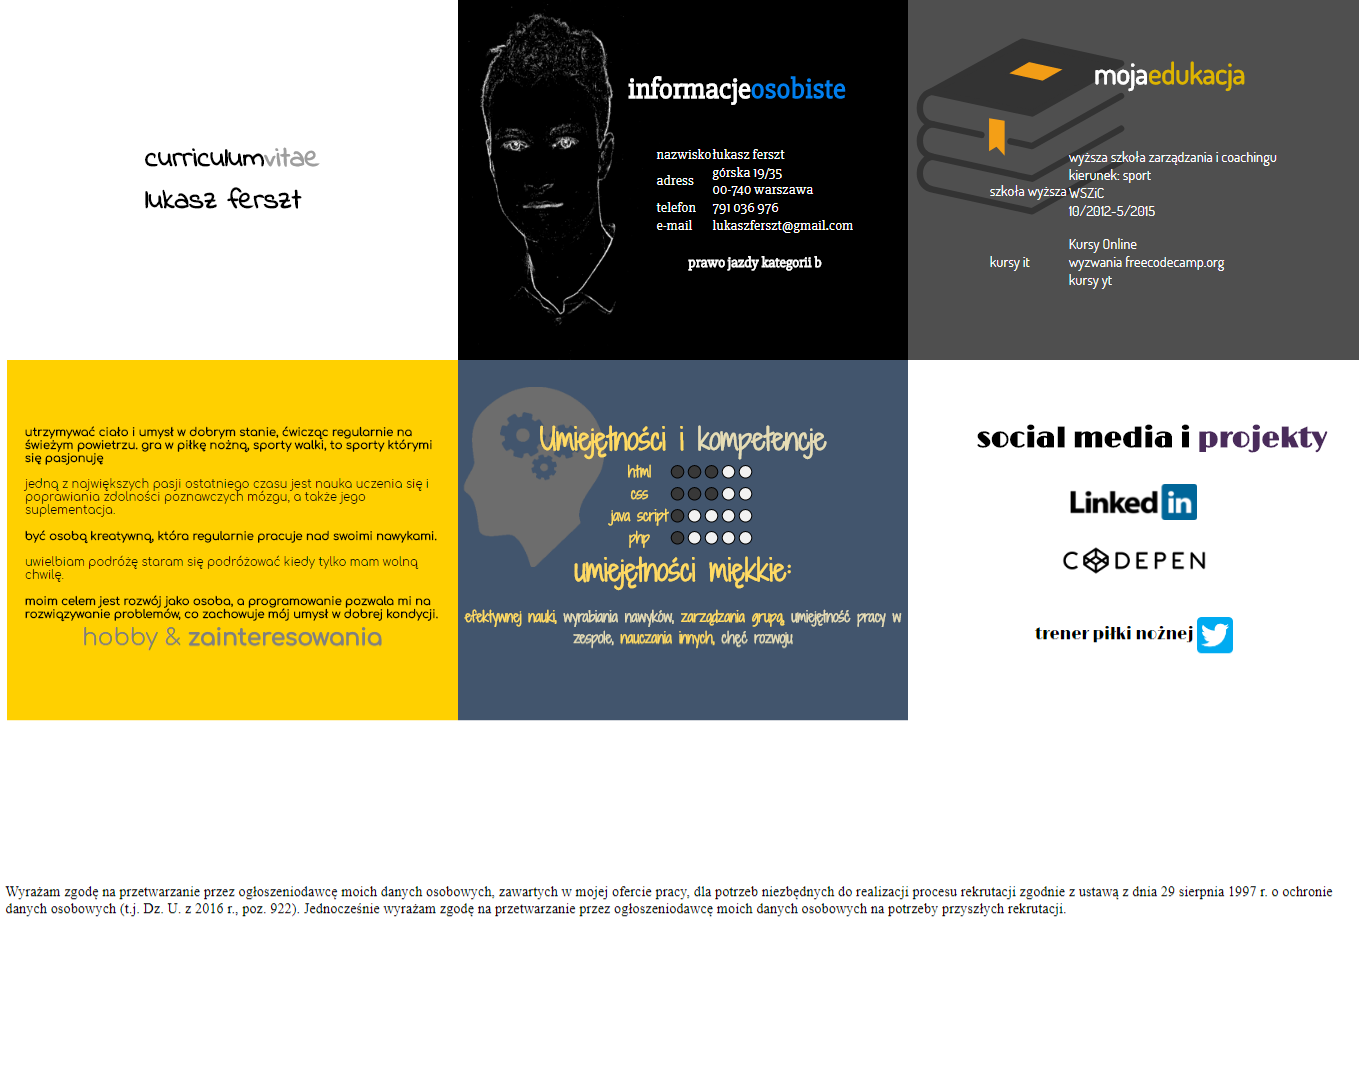 curriculumvitae
łukasz ferszt
informacjeosobiste
nazwisko łukasz ferszt
adress górska 19/35
00-740 warszawa
telefon 791 036 976
e-mail lukaszferszt@gmail.com
prawo jazdy kategorii b
mojaedukacja
szkoła wyższa wyższa szkoła zarządzania i coachingu
kierunek: sport
WSZiC
10/2012-5/2015
kursy it Kursy Online
wyzwania freecodecamp.org
kursy yt
utrzymywać ciało i umysł w dobrym stanie, ćwicząc regularnie na
świeżym powietrzu. gra w piłkę nożną, sporty walki, to sporty którymi
się pasjonuję
jedną z największych pasji ostatniego czasu jest nauka uczenia się i
poprawiania zdolności poznawczych mózgu, a także jego
suplementacja.
być osobą kreatywną, która regularnie pracuje nad swoimi nawykami.
uwielbiam podróżę staram się podróżować kiedy tylko mam wolną
chwilę.
moim celem jest rozwój jako osoba, a programowanie pozwala mi na
rozwiązywanie problemów, co zachowuje mój umysł w dobrej kondycji.
hobby & zainteresowania
Umiejętności i kompetencje
html
css
java script
php
umiejętności miękkie:
efektywnej nauki, wyrabiania nawyków, zarządzania grupą, umiejętność pracy w
zespole, nauczania innych, chęć rozwoju
social media i projekty
Linked in
CODEPEN
trener piłki nożnej
Wyrażam zgodę na przetwarzanie przez ogłoszeniodawcę moich danych osobowych, zawartych w mojej ofercie pracy, dla potrzeb niezbędnych do realizacji procesu rekrutacji zgodnie z ustawą z dnia 29 sierpnia 1997 r. o ochronie
danych osobowych (t.j. Dz. U. z 2016 r., poz. 922). Jednocześnie wyrażam zgodę na przetwarzanie przez ogłoszeniodawcę moich danych osobowych na potrzeby przyszłych rekrutacji.